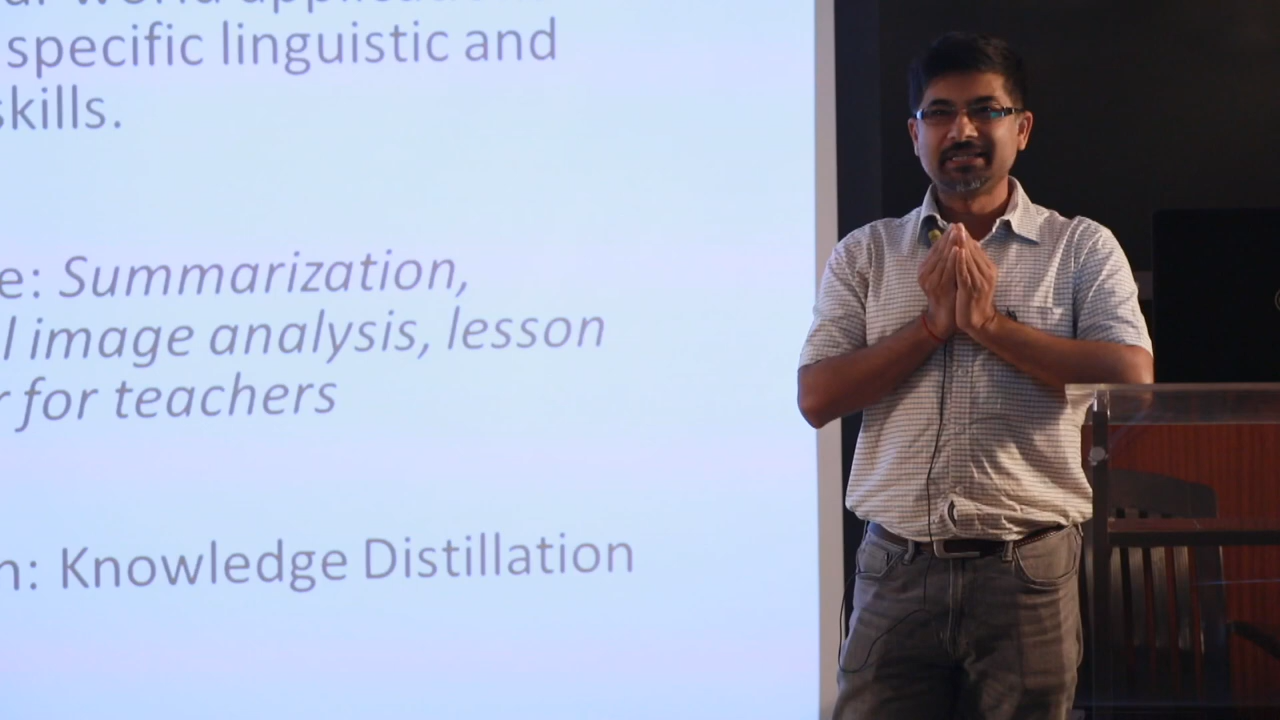 specific linguistic and
skills.
e: Summarization,
l image analysis, lesson
r for teachers
n: Knowledge Distillation